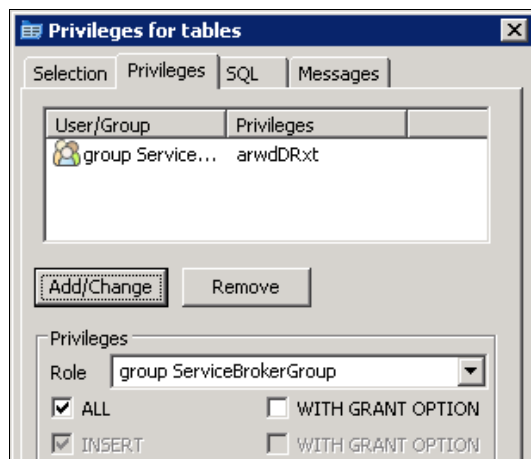 Privileges for tables
Selection Privileges SQL Messages
User/Group Privileges
group Service... arwdDRxt
Add/Change Remove
Privileges
Role group ServiceBrokerGroup
ALL WITH GRANT OPTION
INSERT WITH GRANT OPTION